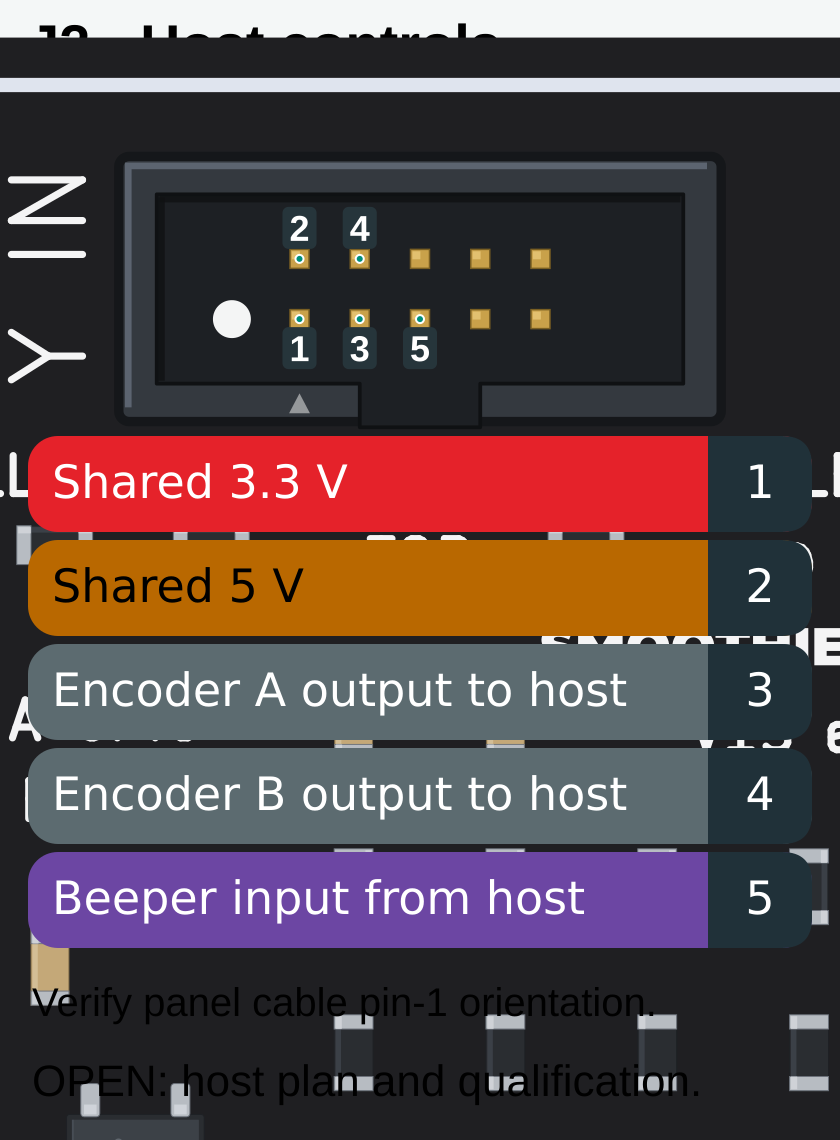 Y IN
2 4
1 3 5
Shared 3.3 V 1
Shared 5 V 2
Encoder A output to host 3
Encoder B output to host 4
Beeper input from host 5
Verify panel cable pin-1 orientation.
OPEN: host plan and qualification.